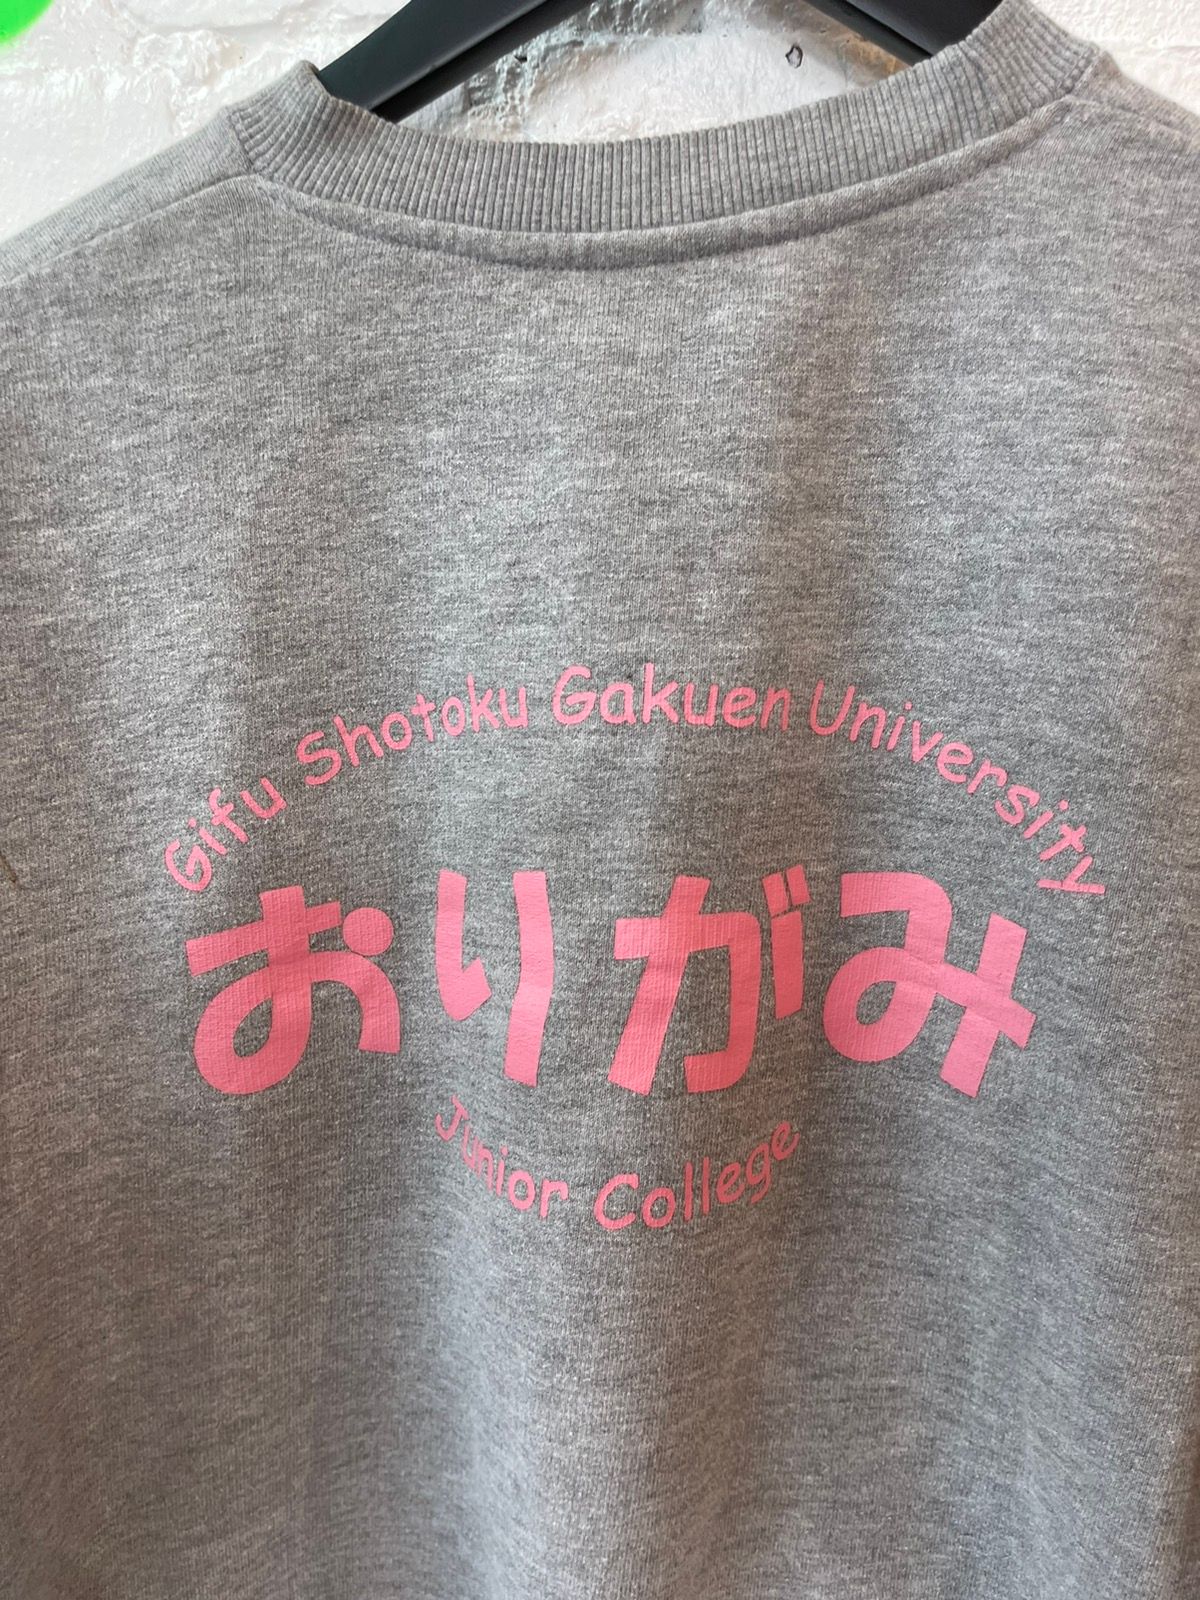 Gifu Shotoku Gakuen University
おりがみ
Junior College